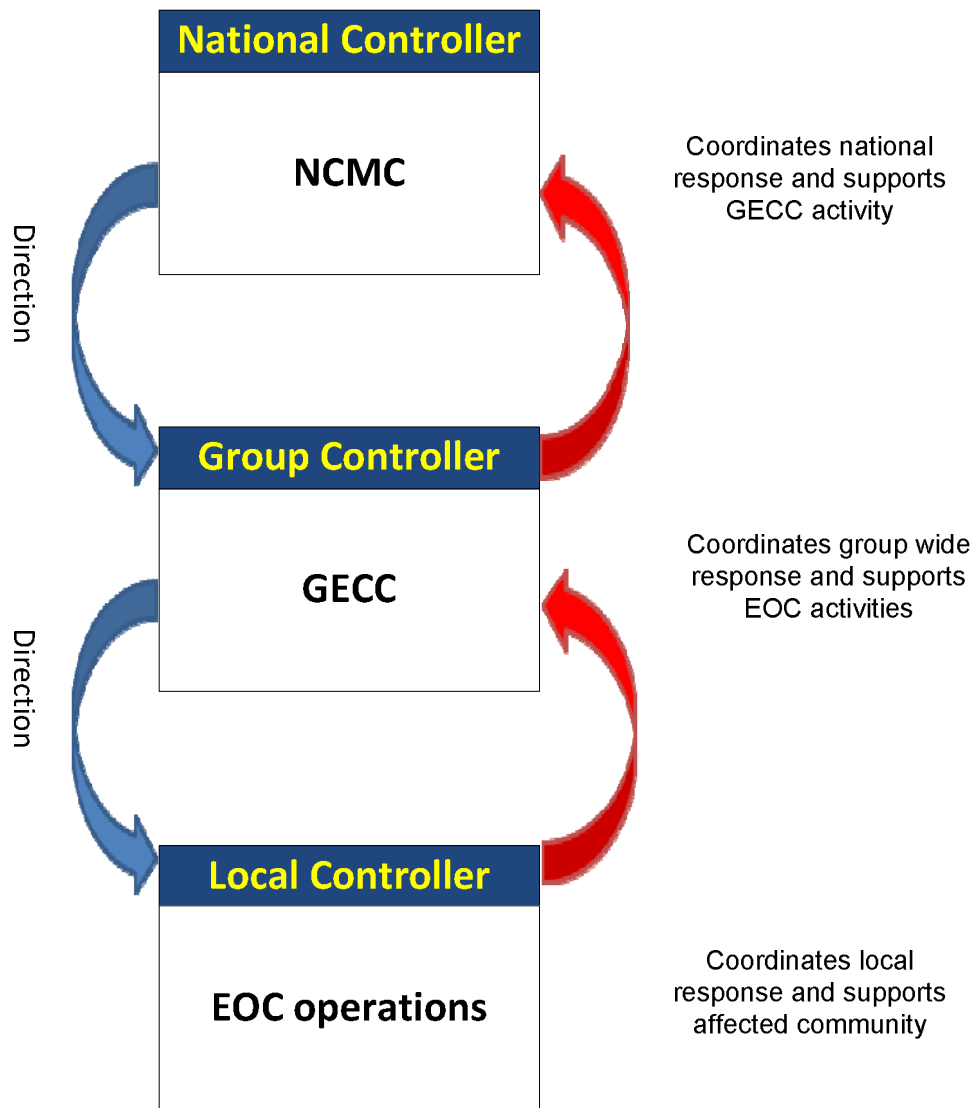 National Controller
NCMC
Coordinates national
response and supports
GECC activity
Direction
Group Controller
GECC
Coordinates group wide
response and supports
EOC activities
Direction
Local Controller
EOC operations
Coordinates local
response and supports
affected community